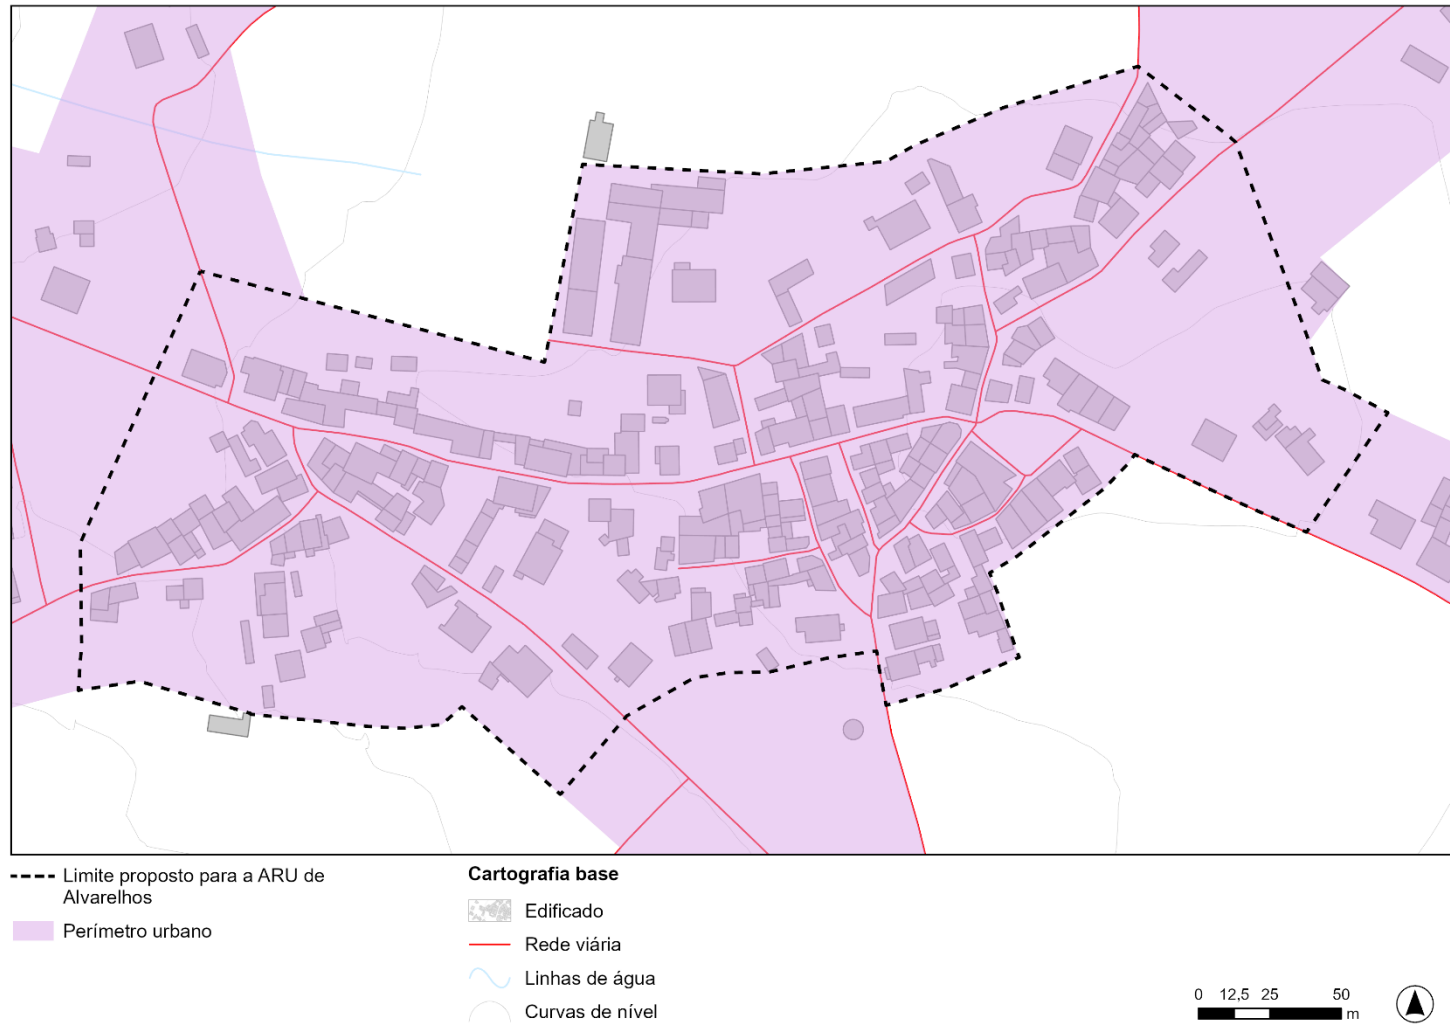 Limite proposto para a ARU de
Alvarelhos
Perímetro urbano
Cartografia base
Edificado
Rede viária
Linhas de água
Curvas de nível
0 12,5 25 50
m